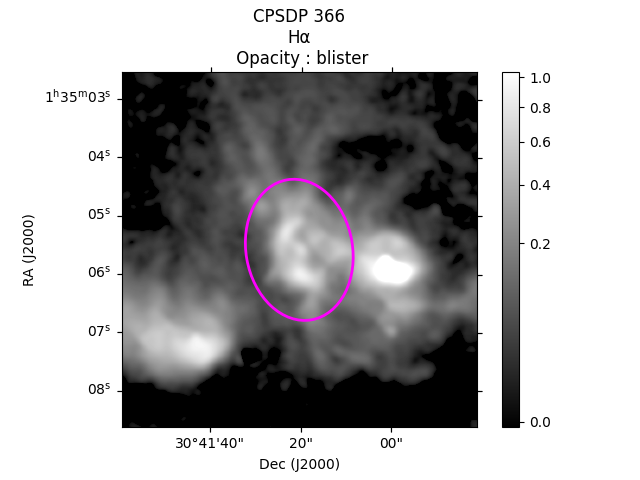 CPSDP 366
Hα
Opacity : blister
1ʰ35ᵐ03ˢ
04ˢ
05ˢ
06ˢ
07ˢ
08ˢ
RA (J2000)
30°41'40"
20"
00"
Dec (J2000)
1.0
0.8
0.6
0.4
0.2
0.0